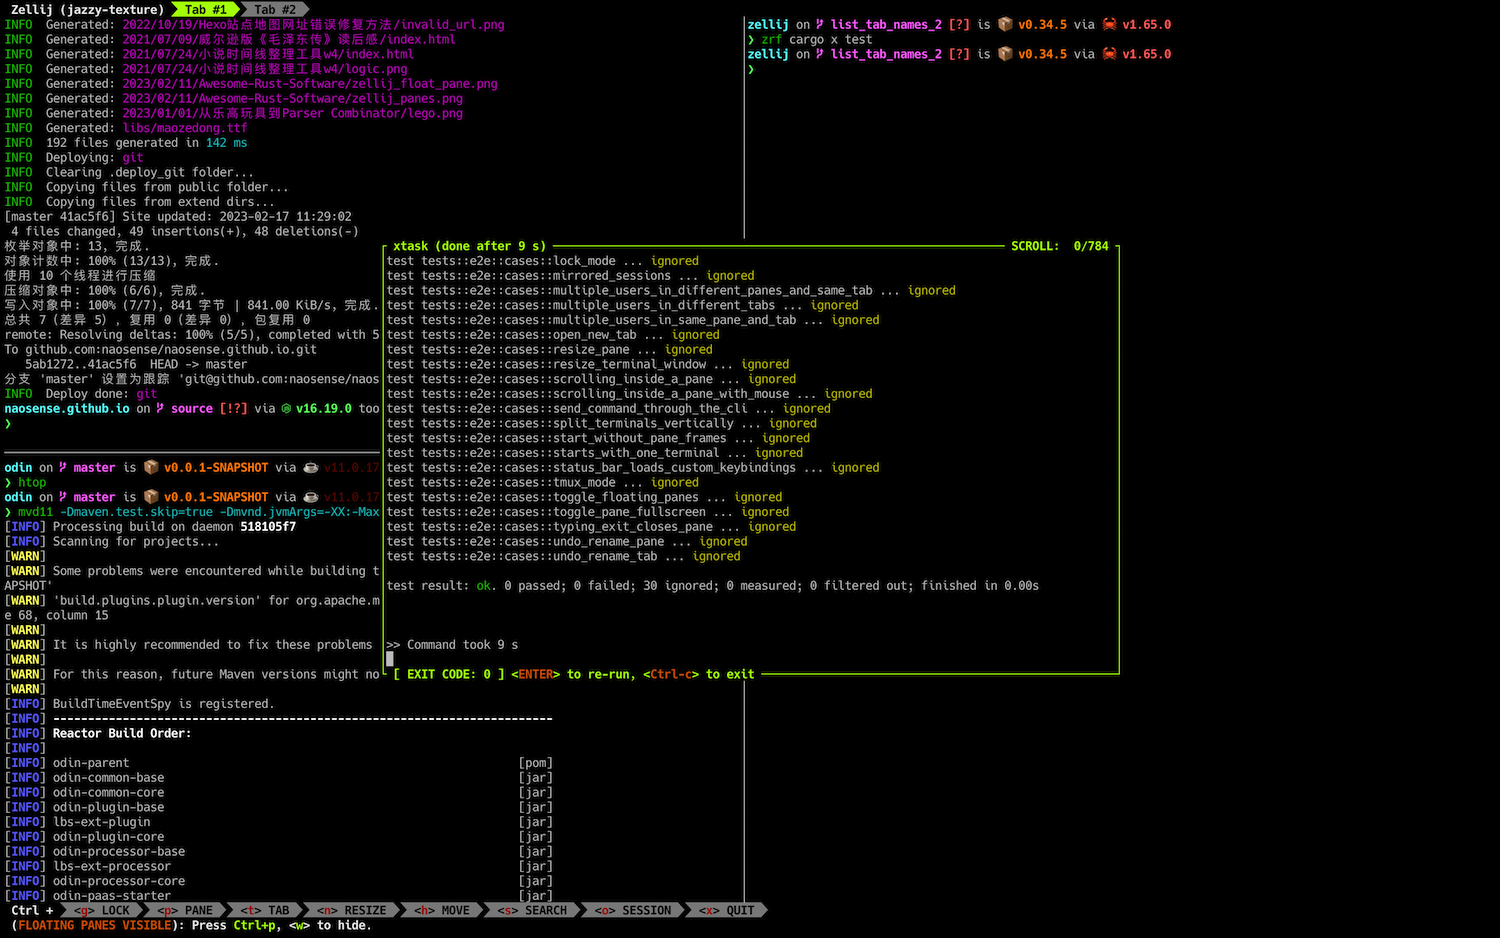 Zellij (jazzy-texture) Tab #1 Tab #2
INFO Generated: 2022/10/19/Hexo站点地图网址错误修复方法/invalid_url.png
INFO Generated: 2021/07/09/威尔逊版《毛泽东传》读后感/index.html
INFO Generated: 2021/07/24/小说时间线整理工具w4/index.html
INFO Generated: 2021/07/24/小说时间线整理工具w4/logic.png
INFO Generated: 2023/02/11/Awesome-Rust-Software/zellij_float_pane.png
INFO Generated: 2023/02/11/Awesome-Rust-Software/zellij_panes.png
INFO Generated: 2023/01/01/从乐高玩具到Parser Combinator/lego.png
INFO Generated: libs/maozedong.ttf
INFO 192 files generated in 142 ms
INFO Deploying: git
INFO Clearing .deploy_git folder...
INFO Copying files from public folder...
INFO Copying files from extend dirs...
[master 41ac5f6] Site updated: 2023-02-17 11:29:02
4 files changed, 49 insertions(+), 48 deletions(-)
枚举对象中: 13, 完成.
对象计数中: 100% (13/13), 完成.
使用 10 个线程进行压缩
压缩对象中: 100% (6/6), 完成.
写入对象中: 100% (7/7), 841 字节 | 841.00 KiB/s, 完成.
总共 7（差异 5）, 复用 0（差异 0）, 包复用 0
remote: Resolving deltas: 100% (5/5), completed with 5
To github.com:naosense/naosense.github.io.git
5ab1272..41ac5f6 HEAD -> master
分支 'master' 设置为跟踪 'git@github.com:naosense/naos
INFO Deploy done: git
naosense.github.io on source [!?] via v16.19.0 too
❯
odin on master is 📦 v0.0.1-SNAPSHOT via ☕ v11.0.17
❯ htop
odin on master is 📦 v0.0.1-SNAPSHOT via ☕ v11.0.17
❯ mvd11 -Dmaven.test.skip=true -Dmvnd.jvmArgs=-XX:-Max
[INFO] Processing build on daemon 518105f7
[INFO] Scanning for projects...
[WARN]
[WARN] Some problems were encountered while building t
APSHOT'
[WARN] 'build.plugins.plugin.version' for org.apache.m
e 68, column 15
[WARN]
[WARN] It is highly recommended to fix these problems
[WARN]
[WARN] For this reason, future Maven versions might no
[WARN]
[INFO] BuildTimeEventSpy is registered.
[INFO] ------------------------------------------------------------------------
[INFO] Reactor Build Order:
[INFO]
[INFO] odin-parent [pom]
[INFO] odin-common-base [jar]
[INFO] odin-common-core [jar]
[INFO] odin-plugin-base [jar]
[INFO] lbs-ext-plugin [jar]
[INFO] odin-plugin-core [jar]
[INFO] odin-processor-base [jar]
[INFO] lbs-ext-processor [jar]
[INFO] odin-processor-core [jar]
[INFO] odin-paas-starter [jar]
zellij on list_tab_names_2 [?] is 📦 v0.34.5 via 🦀 v1.65.0
❯ zrf cargo x test
zellij on list_tab_names_2 [?] is 📦 v0.34.5 via 🦀 v1.65.0
❯
xtask (done after 9 s) SCROLL: 0/784
test tests::e2e::cases::lock_mode ... ignored
test tests::e2e::cases::mirrored_sessions ... ignored
test tests::e2e::cases::multiple_users_in_different_panes_and_same_tab ... ignored
test tests::e2e::cases::multiple_users_in_different_tabs ... ignored
test tests::e2e::cases::multiple_users_in_same_pane_and_tab ... ignored
test tests::e2e::cases::open_new_tab ... ignored
test tests::e2e::cases::resize_pane ... ignored
test tests::e2e::cases::resize_terminal_window ... ignored
test tests::e2e::cases::scrolling_inside_a_pane ... ignored
test tests::e2e::cases::scrolling_inside_a_pane_with_mouse ... ignored
test tests::e2e::cases::send_command_through_the_cli ... ignored
test tests::e2e::cases::split_terminals_vertically ... ignored
test tests::e2e::cases::start_without_pane_frames ... ignored
test tests::e2e::cases::starts_with_one_terminal ... ignored
test tests::e2e::cases::status_bar_loads_custom_keybindings ... ignored
test tests::e2e::cases::tmux_mode ... ignored
test tests::e2e::cases::toggle_floating_panes ... ignored
test tests::e2e::cases::toggle_pane_fullscreen ... ignored
test tests::e2e::cases::typing_exit_closes_pane ... ignored
test tests::e2e::cases::undo_rename_pane ... ignored
test tests::e2e::cases::undo_rename_tab ... ignored
test result: ok. 0 passed; 0 failed; 30 ignored; 0 measured; 0 filtered out; finished in 0.00s
>> Command took 9 s
[ EXIT CODE: 0 ] <ENTER> to re-run, <Ctrl-c> to exit
Ctrl + <g> LOCK <p> PANE <t> TAB <n> RESIZE <h> MOVE <s> SEARCH <o> SESSION <x> QUIT
(FLOATING PANES VISIBLE): Press Ctrl+p, <w> to hide.